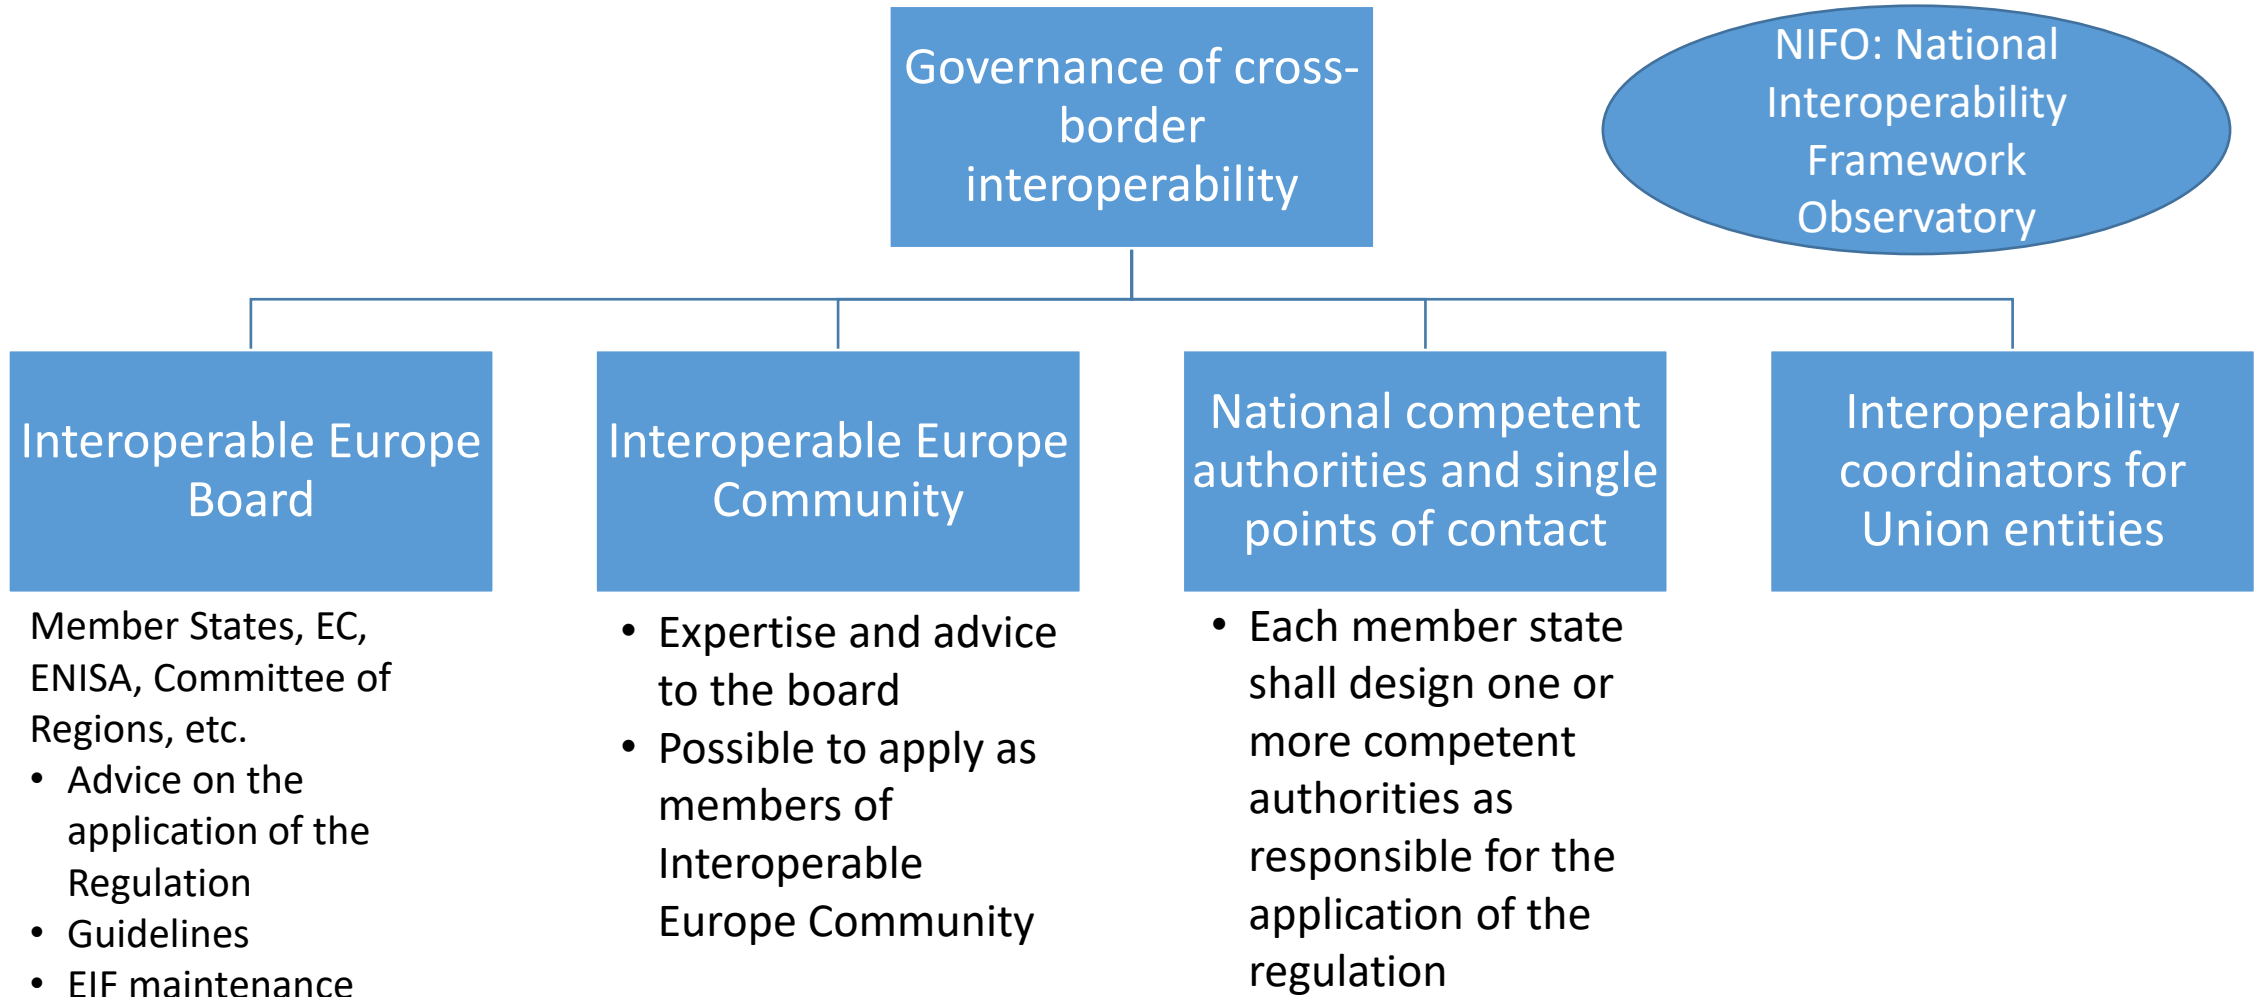 Governance of cross-
border
interoperability
NIFO: National
Interoperability
Framework
Observatory
Interoperable Europe
Board
Interoperable Europe
Community
National competent
authorities and single
points of contact
Interoperability
coordinators for
Union entities
Member States, EC,
ENISA, Committee of
Regions, etc.
• Advice on the
application of the
Regulation
• Guidelines
• EIF maintenance
• Expertise and advice
to the board
• Possible to apply as
members of
Interoperable
Europe Community
• Each member state
shall design one or
more competent
authorities as
responsible for the
application of the
regulation